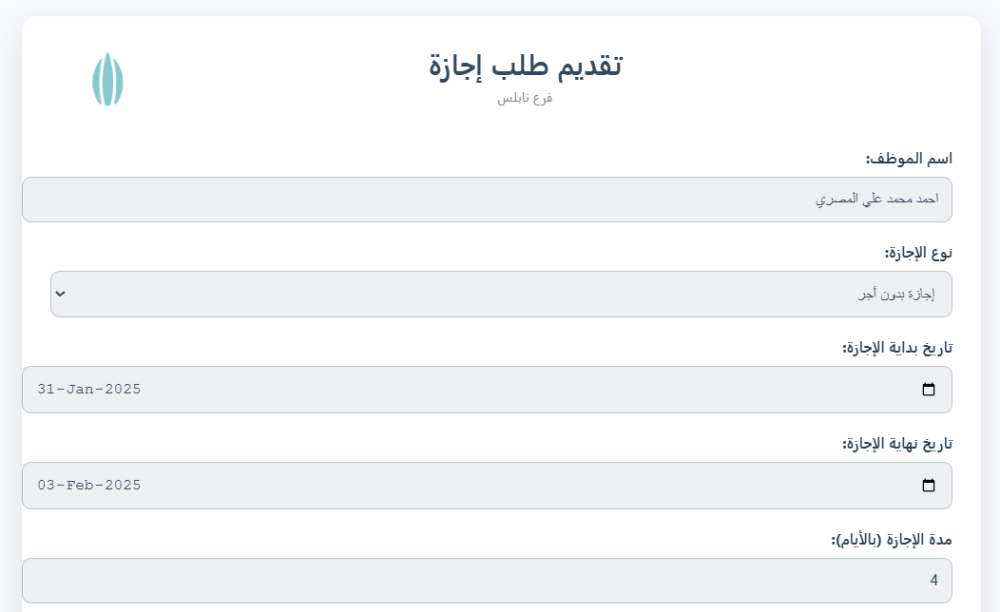 تقديم طلب إجازة
فرع نابلس
اسم الموظف:
احمد محمد علي المصري
نوع الإجازة:
إجازة بدون أجر
تاريخ بداية الإجازة:
31-Jan-2025
تاريخ نهاية الإجازة:
03-Feb-2025
مدة الإجازة (بالأيام):
4